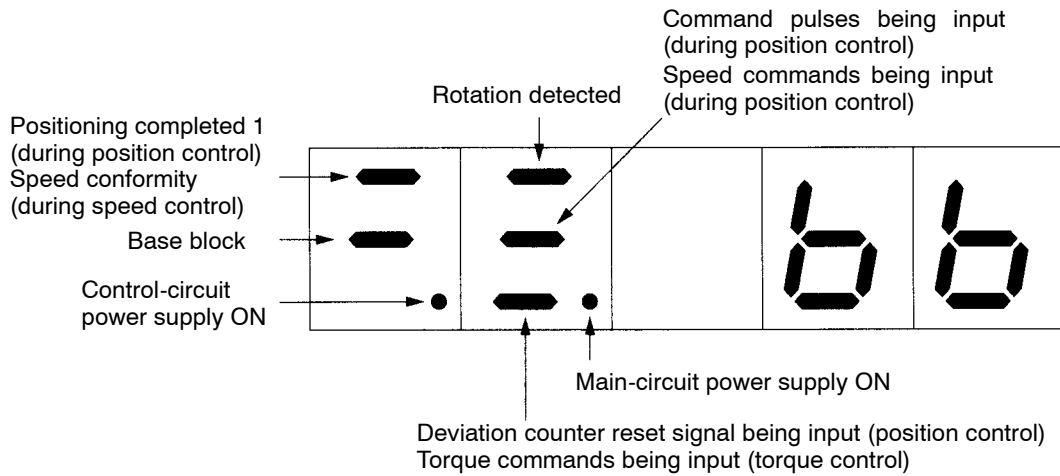 Command pulses being input
(during position control)
Speed commands being input
(during position control)
Rotation detected
Positioning completed 1
(during position control)
Speed conformity
(during speed control)
Base block
Control-circuit
power supply ON
bb
Main-circuit power supply ON
Deviation counter reset signal being input (position control)
Torque commands being input (torque control)